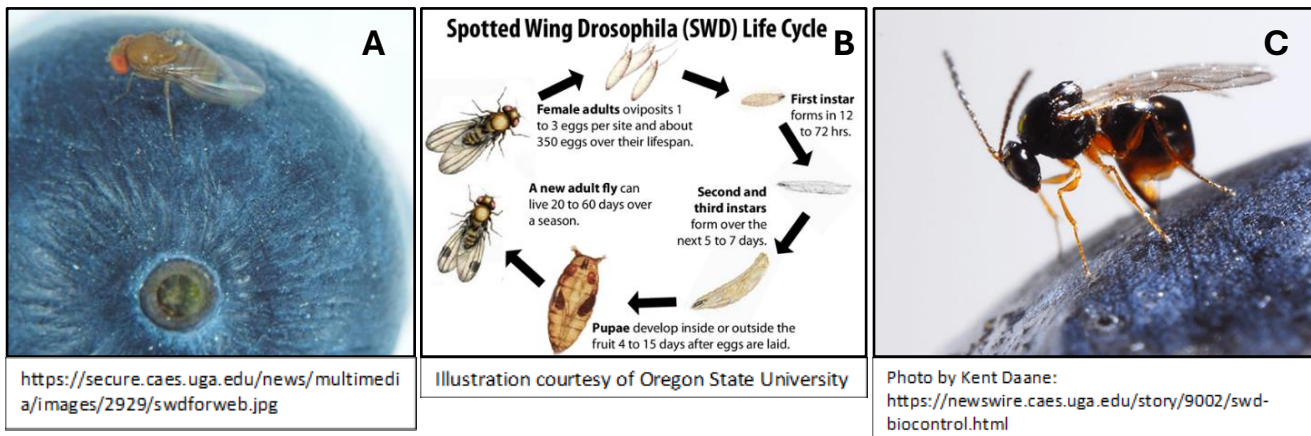 A
Spotted Wing Drosophila (SWD) Life Cycle
B
Female adults oviposits 1
to 3 eggs per site and about
350 eggs over their lifespan.
First instar
forms in 12
to 72 hrs.
A new adult fly can
live 20 to 60 days over
a season.
Second and
third instars
form over the
next 5 to 7 days.
Pupae develop inside or outside the
fruit 4 to 15 days after eggs are laid.
C
https://secure.caes.uga.edu/news/multimedi
a/images/2929/swdforweb.jpg
Illustration courtesy of Oregon State University
Photo by Kent Daane:
https://newswire.caes.uga.edu/story/9002/swd-
biocontrol.html